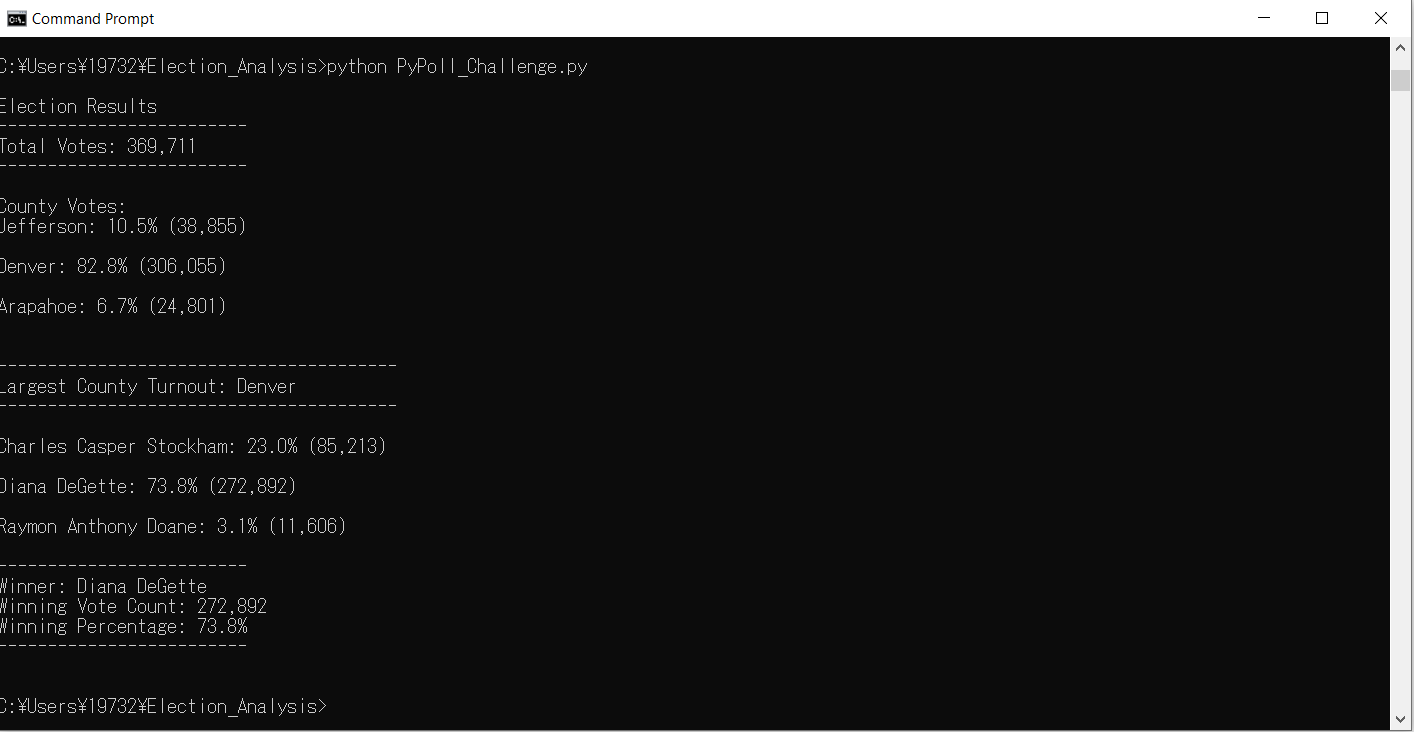 Command Prompt
C:¥Users¥19732¥Election_Analysis>python PyPoll_Challenge.py
Election Results
-------------------------
Total Votes: 369,711
-------------------------
County Votes:
Jefferson: 10.5% (38,855)
Denver: 82.8% (306,055)
Arapahoe: 6.7% (24,801)
----------------------------------------
Largest County Turnout: Denver
----------------------------------------
Charles Casper Stockham: 23.0% (85,213)
Diana DeGette: 73.8% (272,892)
Raymon Anthony Doane: 3.1% (11,606)
-------------------------
Winner: Diana DeGette
Winning Vote Count: 272,892
Winning Percentage: 73.8%
-------------------------
C:¥Users¥19732¥Election_Analysis>